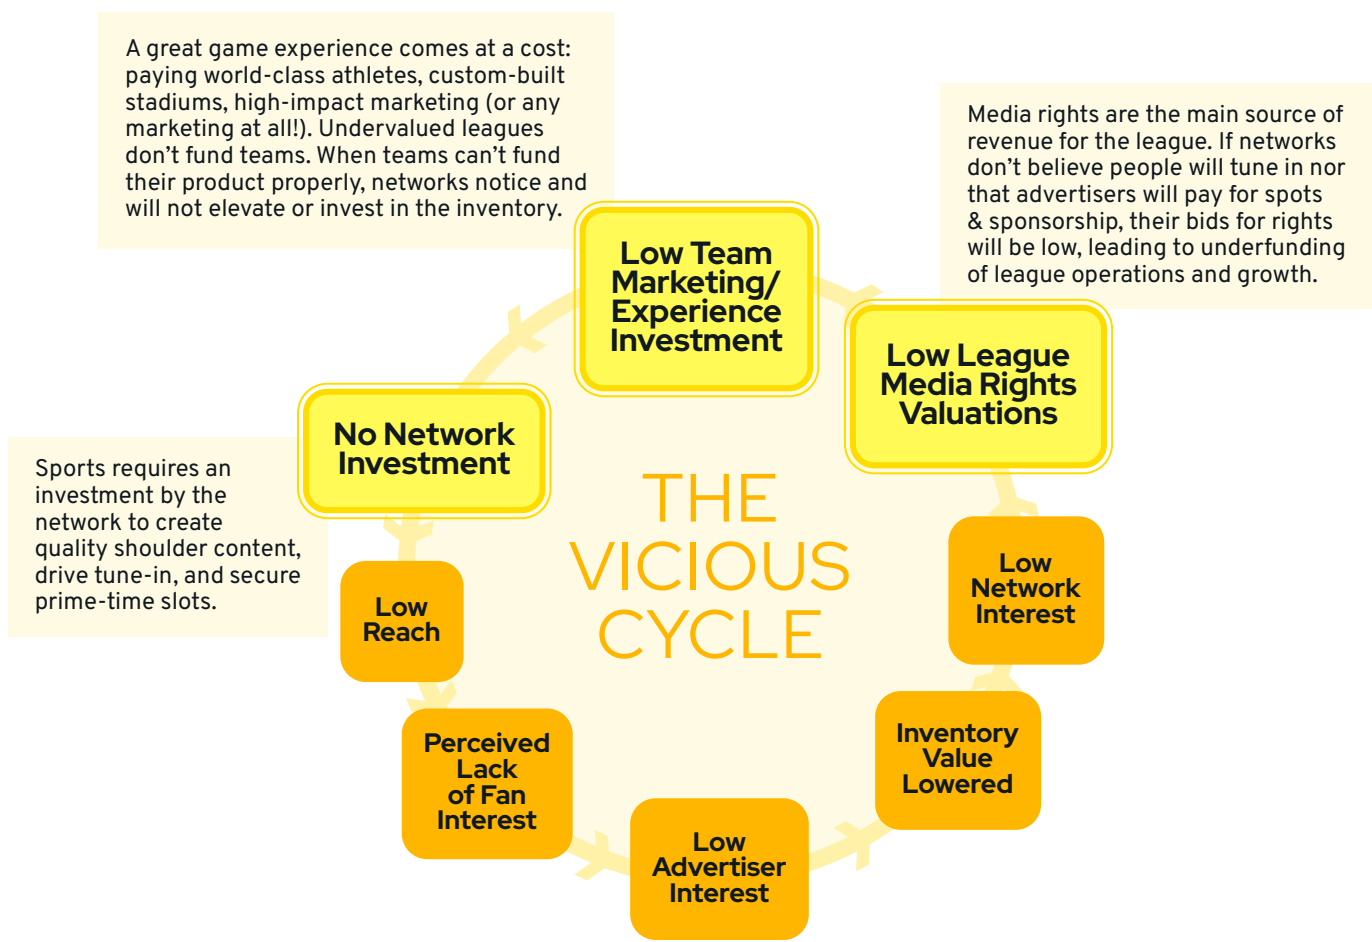 A great game experience comes at a cost:
paying world-class athletes, custom-built
stadiums, high-impact marketing (or any
marketing at all!). Undervalued leagues
don’t fund teams. When teams can’t fund
their product properly, networks notice and
will not elevate or invest in the inventory.
Media rights are the main source of
revenue for the league. If networks
don’t believe people will tune in nor
that advertisers will pay for spots
& sponsorship, their bids for rights
will be low, leading to underfunding
of league operations and growth.
Low Team
Marketing/
Experience
Investment
Low League
Media Rights
Valuations
No Network
Investment
Sports requires an
investment by the
network to create
quality shoulder content,
drive tune-in, and secure
prime-time slots.
THE
VICIOUS
CYCLE
Low
Network
Interest
Low
Reach
Inventory
Value
Lowered
Perceived
Lack
of Fan
Interest
Low
Advertiser
Interest